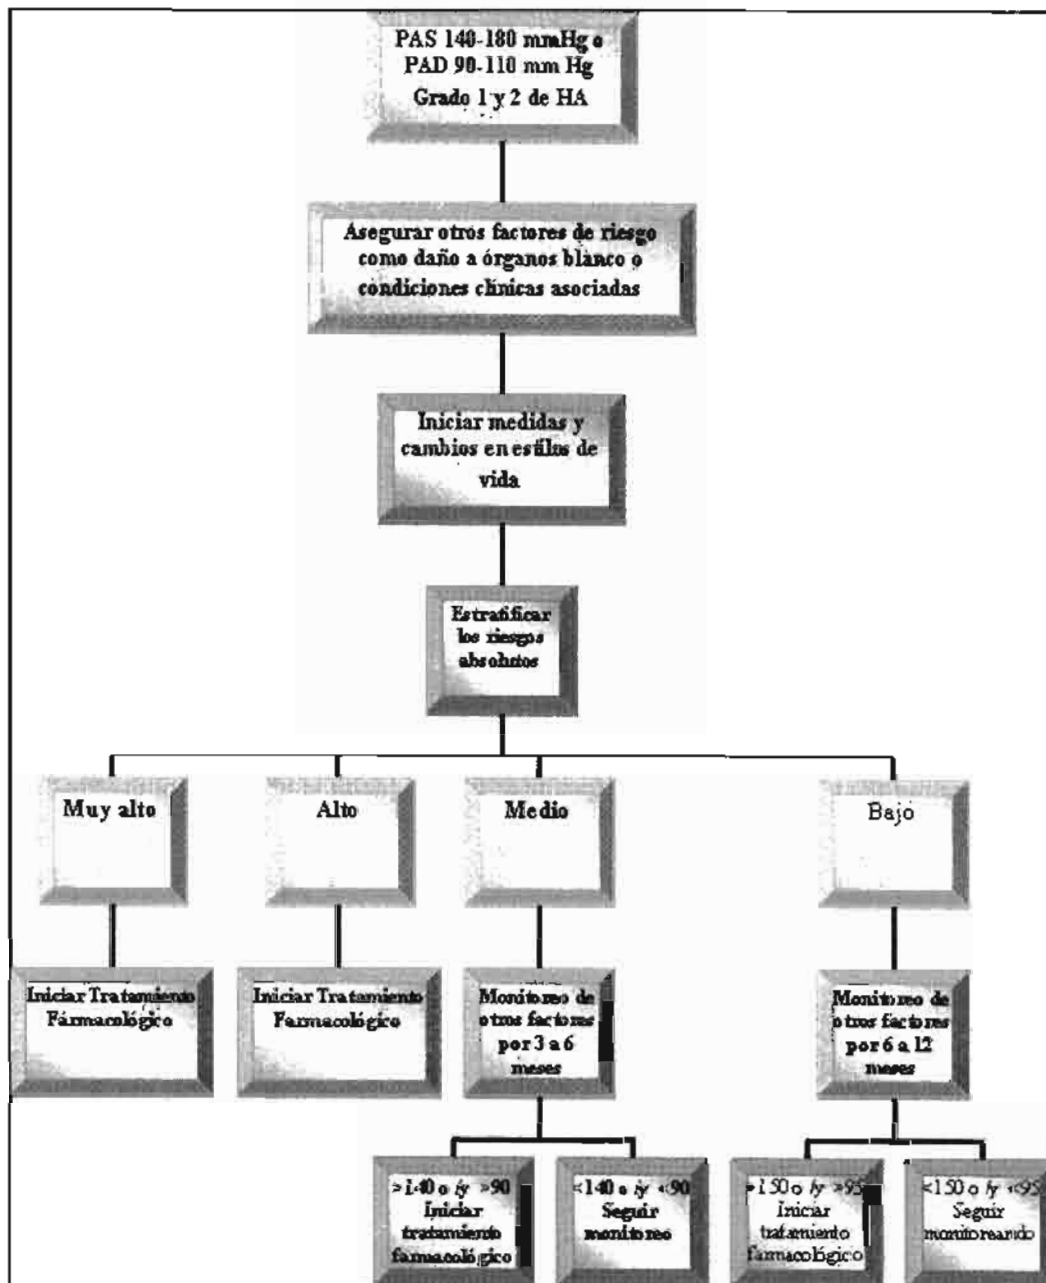 PAS 140-180 mmHg o
PAD 90-110 mm Hg
Grado 1 y 2 de HA
Asegurar otros factores de riesgo
como daño a órganos blanco o
condiciones clínicas asociadas
Iniciar medidas y
cambios en estilos de
vida
Estratificar
los riesgos
absolutos
Muy alto
Alto
Medio
Bajo
Iniciar Tratamiento
Fármacológico
Iniciar Tratamiento
Farmacológico
Monitoreo de
otros factores
por 3 a 6
meses
Monitoreo de
otros factores
por 6 a 12
meses
>140 o /y >90
Iniciar
tratamiento
farmacológico
<140 o /y <90
Seguir
monitoreo
>150 o /y >95
Iniciar
tratamiento
farmacológico
<150 o /y <95
Seguir
monitoreando